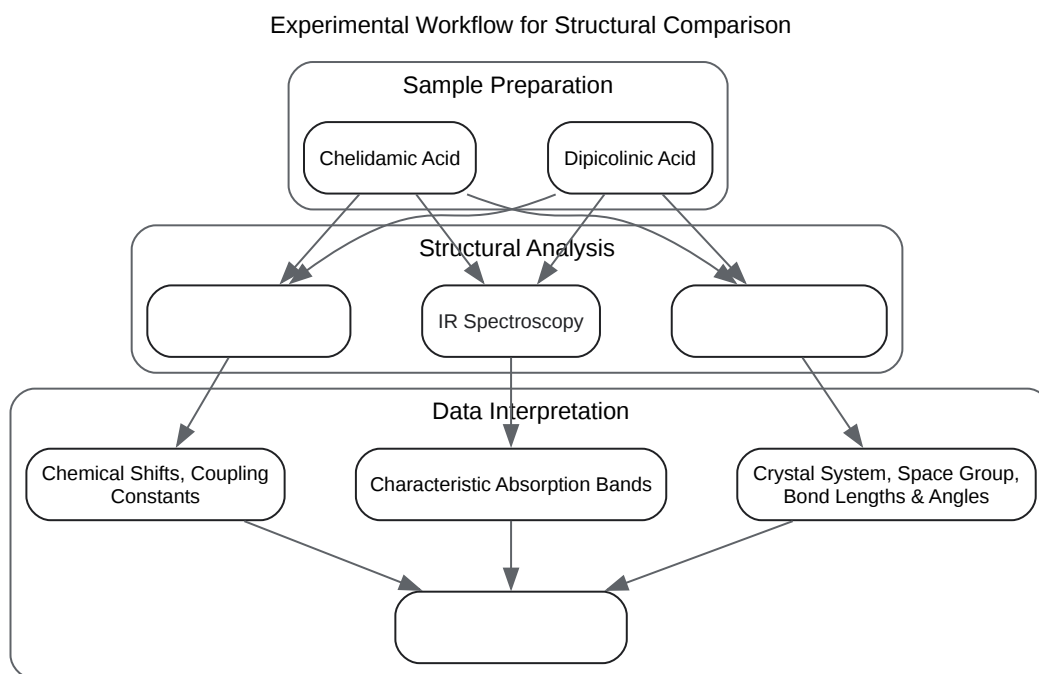 Experimental Workflow for Structural Comparison
Sample Preparation
Chelidamic Acid
Dipicolinic Acid
Structural Analysis
IR Spectroscopy
Data Interpretation
Chemical Shifts, Coupling
Constants
Characteristic Absorption Bands
Crystal System, Space Group,
Bond Lengths & Angles